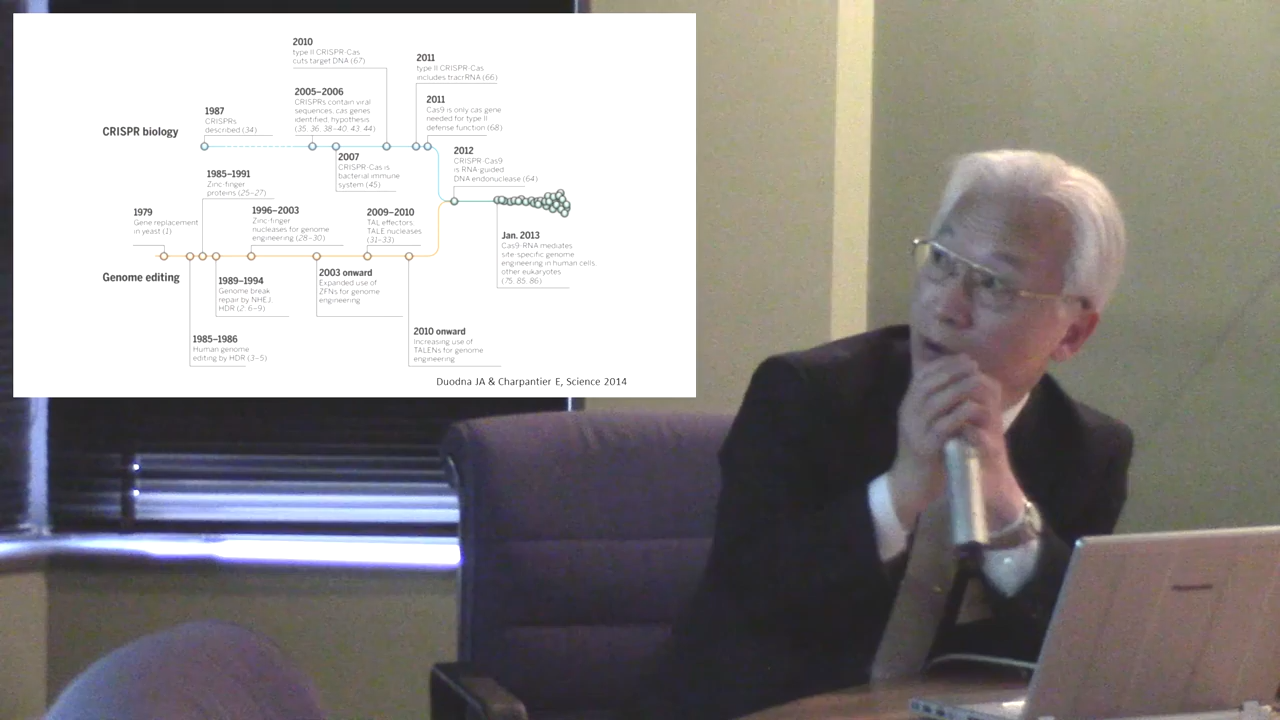 2010
type II CRISPR-Cas
cuts target DNA (67)
2011
type II CRISPR-Cas
includes tracrRNA (66)
2005–2006
CRISPRs contain viral
sequences, cas genes
identified, hypothesis
(35, 36, 38–40, 43, 44)
2011
Cas9 is only cas gene
needed for type II
defense function (68)
1987
CRISPRs
described (34)
CRISPR biology
2007
CRISPR-Cas is
bacterial immune
system (45)
2012
CRISPR-Cas9
is RNA-guided
DNA endonuclease (64)
1985–1991
Zinc-finger
proteins (25–27)
1979
Gene replacement
in yeast (1)
1996–2003
Zinc-finger
nucleases for genome
engineering (28–30)
2009–2010
TAL effectors
TALE nucleases
(31–33)
Jan. 2013
Cas9-RNA mediates
site-specific genome
engineering in human cells,
other eukaryotes
(75, 85, 86)
Genome editing
1989–1994
Genome break
repair by NHEJ,
HDR (2, 6–9)
2003 onward
Expanded use of
ZFNs for genome
engineering
1985–1986
Human genome
editing by HDR (3–5)
2010 onward
Increasing use of
TALENs for genome
engineering
Duodna JA & Charpantier E, Science 2014